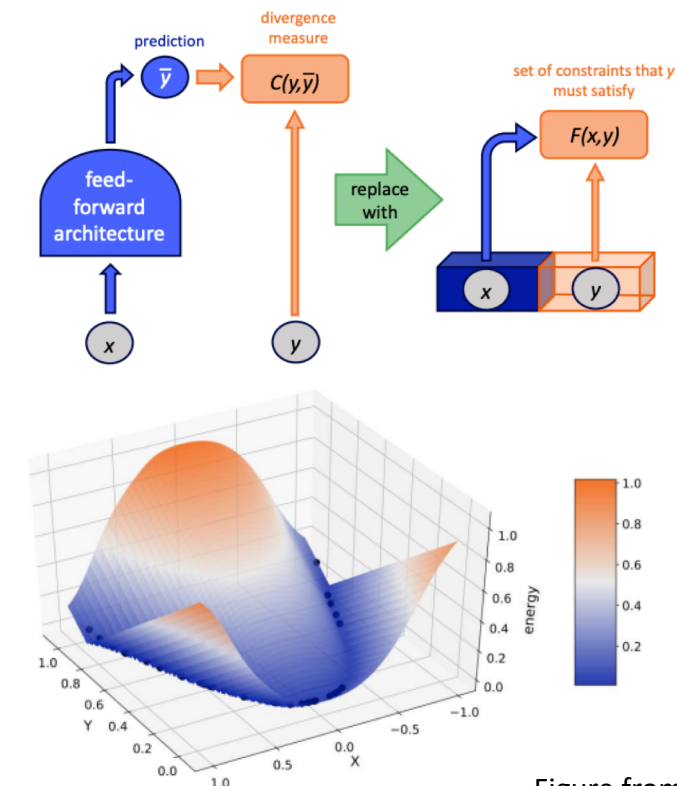 divergence
measure
prediction
ȳ
C(y,ȳ)
set of constraints that y
must satisfy
F(x,y)
feed-
forward
architecture
replace
with
x
y
x
y
1.0
0.8
0.6
0.4
0.2
0.0
Y
1.0
0.5
0.0
−0.5
−1.0
X
1.0
0.8
0.6
0.4
0.2
0.0
energy
1.0
0.8
0.6
0.4
0.2
Figure from